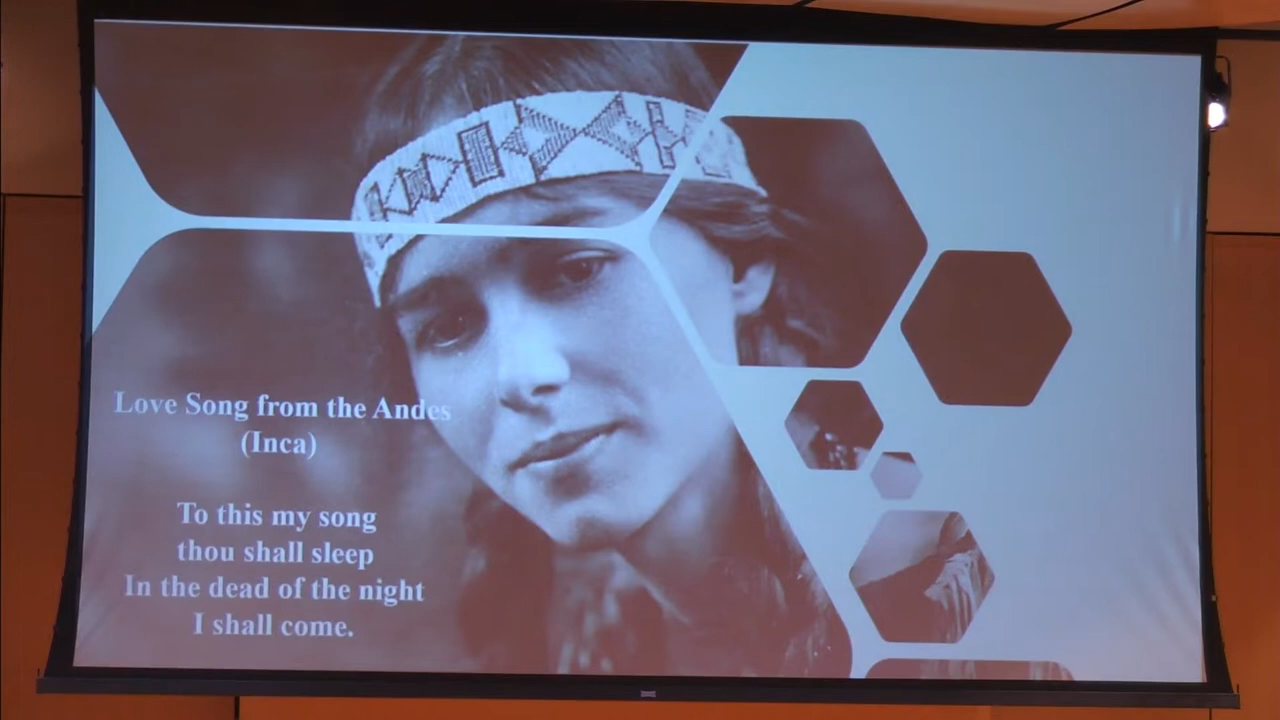 Love Song from the Andes
(Inca)
To this my song
thou shall sleep
In the dead of the night
I shall come.